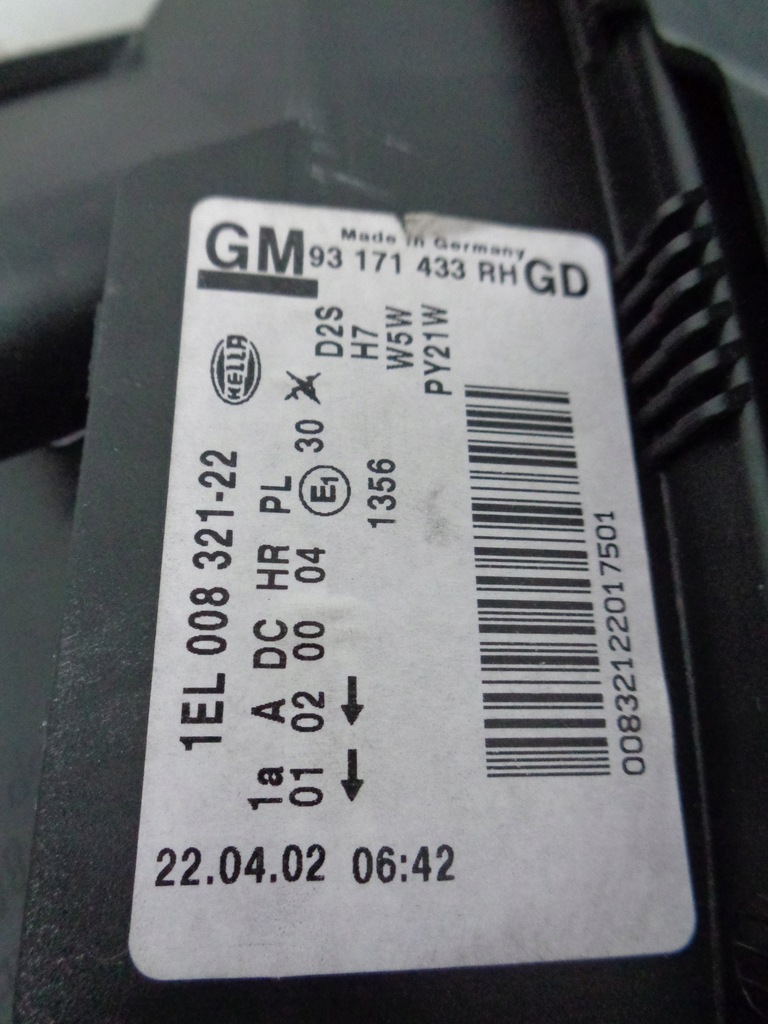 GM
Made in Germany
93 171 433 RH GD
HELLA
1EL 008 321-22
1a A DC HR PL
01 02 00 04 E1 30
D2S
H7
W5W
PY21W
1356
00832122017501
22.04.02 06:42